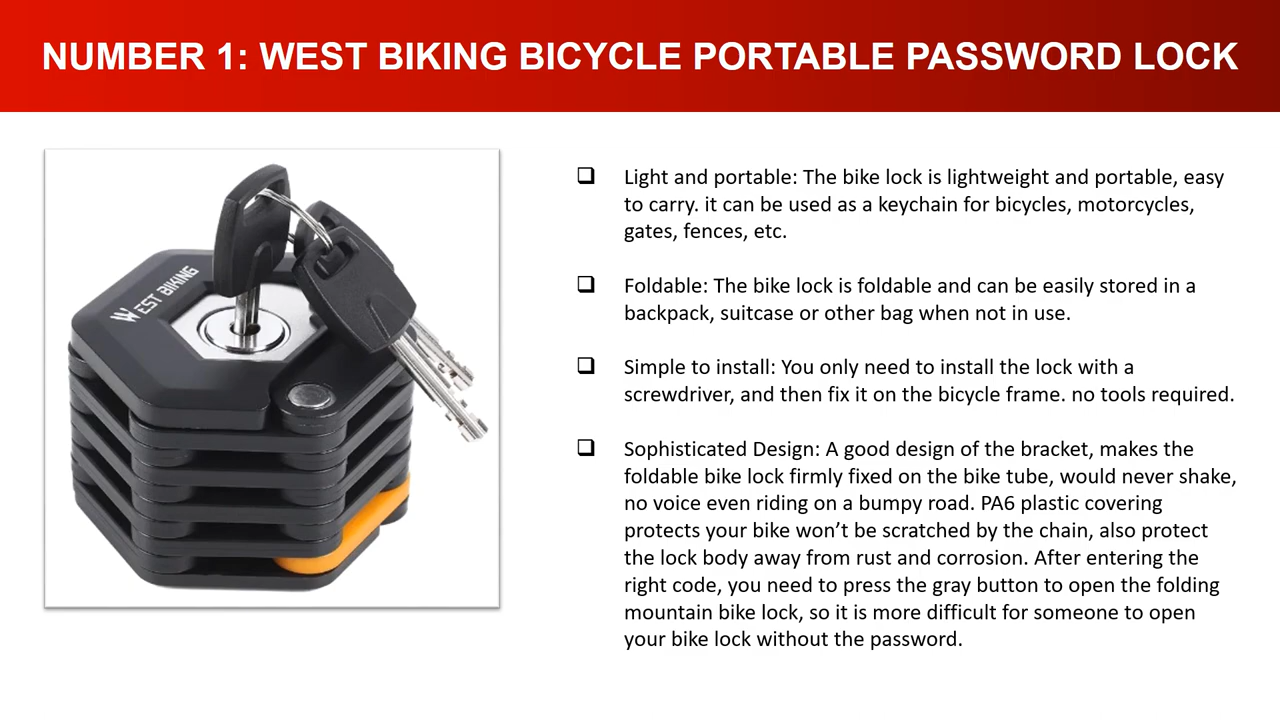 NUMBER 1: WEST BIKING BICYCLE PORTABLE PASSWORD LOCK
WEST BIKING
Light and portable: The bike lock is lightweight and portable, easy
to carry. it can be used as a keychain for bicycles, motorcycles,
gates, fences, etc.
Foldable: The bike lock is foldable and can be easily stored in a
backpack, suitcase or other bag when not in use.
Simple to install: You only need to install the lock with a
screwdriver, and then fix it on the bicycle frame. no tools required.
Sophisticated Design: A good design of the bracket, makes the
foldable bike lock firmly fixed on the bike tube, would never shake,
no voice even riding on a bumpy road. PA6 plastic covering
protects your bike won’t be scratched by the chain, also protect
the lock body away from rust and corrosion. After entering the
right code, you need to press the gray button to open the folding
mountain bike lock, so it is more difficult for someone to open
your bike lock without the password.